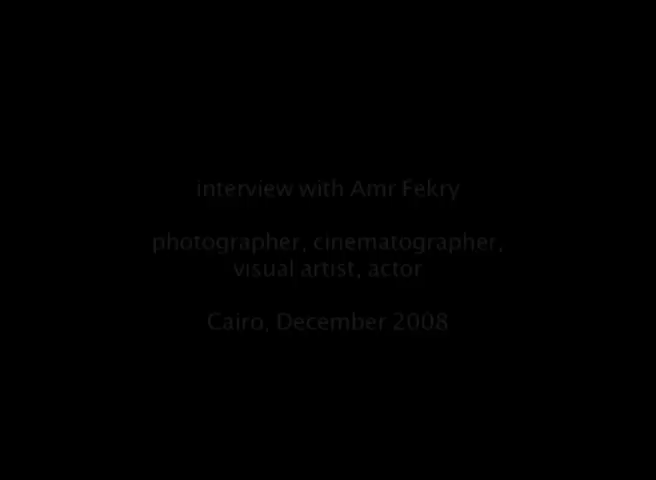 interview with Amr Fekry
photographer, cinematographer,
visual artist, actor
Cairo, December 2008